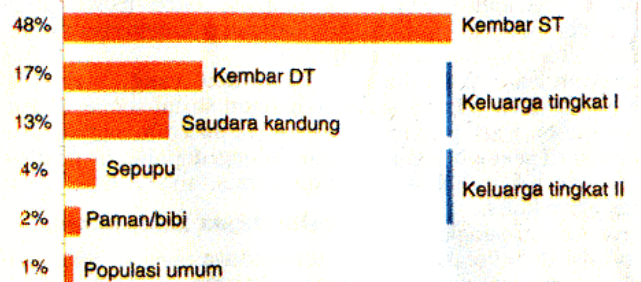 48% Kembar ST
17% Kembar DT
Keluarga tingkat I
13% Saudara kandung
4% Sepupu
Keluarga tingkat II
2% Paman/bibi
1% Populasi umum